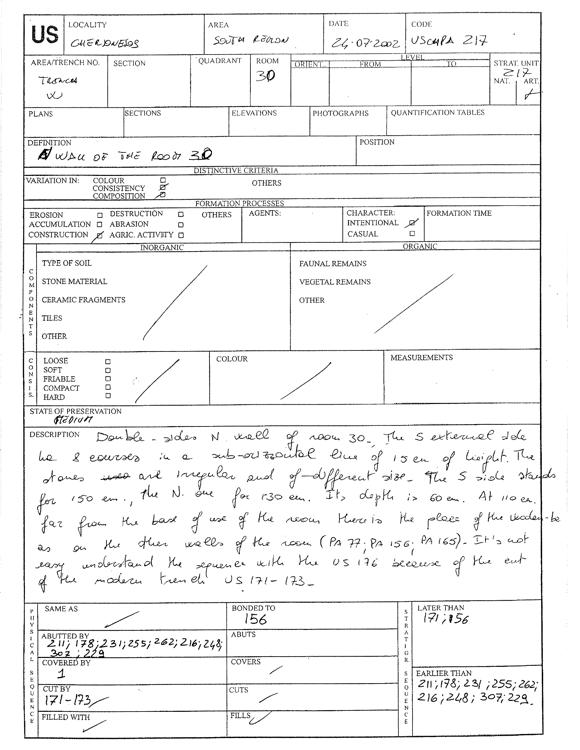 US LOCALITY AREA DATE CODE
CHERSONESOS SOUTH REGION 24-07-2002 USCHPA 217
AREA/TRENCH NO. SECTION QUADRANT ROOM LEVEL STRAT. UNIT
TRENCH 30 ORIENT. FROM TO 217
NAT. ART.
PLANS SECTIONS ELEVATIONS PHOTOGRAPHS QUANTIFICATION TABLES
DEFINITION POSITION
WALL OF THE ROOM 30
DISTINCTIVE CRITERIA
VARIATION IN: COLOUR OTHERS
CONSISTENCY
COMPOSITION
FORMATION PROCESSES
EROSION DESTRUCTION OTHERS AGENTS: CHARACTER: FORMATION TIME
ACCUMULATION ABRASION INTENTIONAL
CONSTRUCTION AGRIC. ACTIVITY CASUAL
INORGANIC ORGANIC
COMPONENTS
TYPE OF SOIL FAUNAL REMAINS
STONE MATERIAL VEGETAL REMAINS
CERAMIC FRAGMENTS OTHER
TILES
OTHER
CONSIS.
LOOSE COLOUR MEASUREMENTS
SOFT
FRIABLE
COMPACT
HARD
STATE OF PRESERVATION
MEDIUM
DESCRIPTION Double-sides N. wall of room 30-. The S external side
ha 8 courses in a sub-orizzontal line of 15 cm of height. The
stones are irregular and of different size- The S side stands
for 150 cm., the N. one for 130 cm. Its depth is 60 cm. At 110 cm.
far from the base of use of the room there is the place of the wooden-be
as on the other walls of the room (PA 77; PA 156; PA 165)- It's not
easy understand the sequence with the US 176 because of the cut
of the modern trench US 171-173-
PHYSICAL SEQUENCE
SAME AS BONDED TO STRATIGR. SEQUENCE LATER THAN
156 171; 156
ABUTTED BY ABUTS
211; 178; 231; 255; 262; 216; 248;
307; 229
COVERED BY COVERS EARLIER THAN
1 211; 178; 231; 255; 262;
CUT BY CUTS 216; 248; 307; 229
171-173
FILLED WITH FILLS